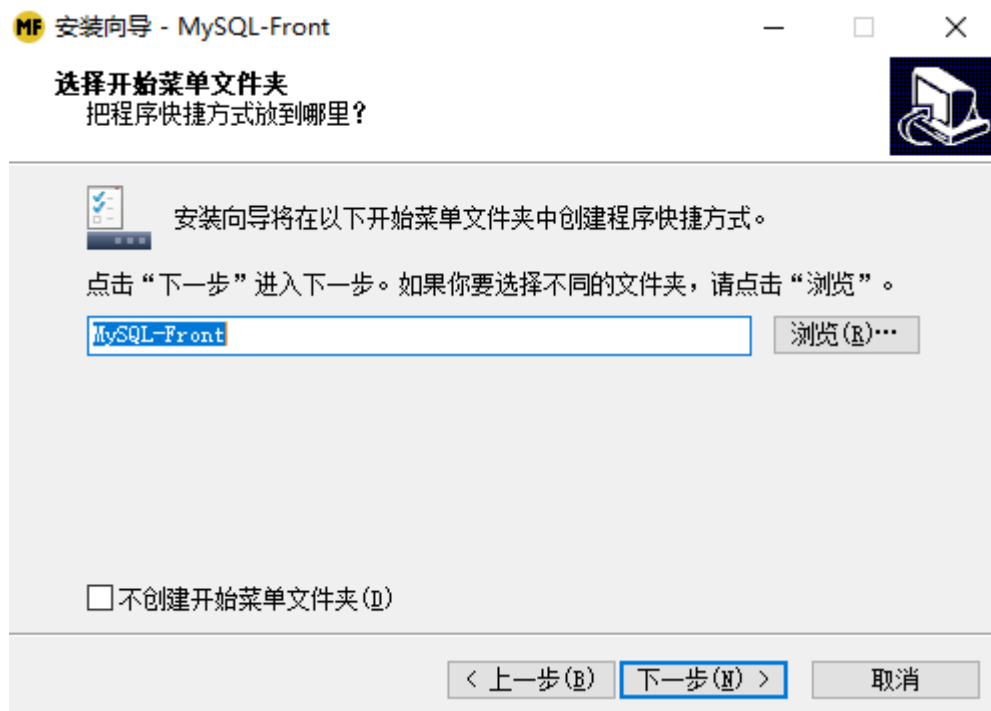 MF 安装向导 - MySQL-Front
选择开始菜单文件夹
把程序快捷方式放到哪里？
安装向导将在以下开始菜单文件夹中创建程序快捷方式。
点击“下一步”进入下一步。如果你要选择不同的文件夹，请点击“浏览”。
MySQL-Front 浏览(R)…
不创建开始菜单文件夹(D)
< 上一步(B) 下一步(N) > 取消